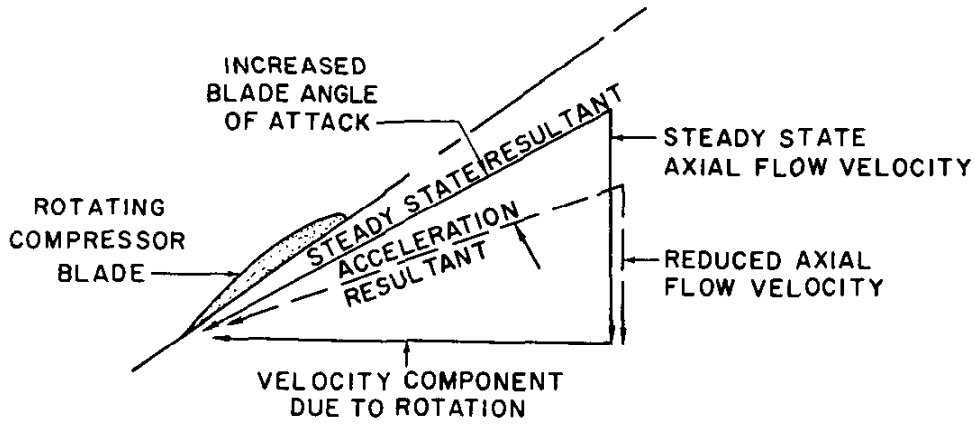 INCREASED
BLADE ANGLE
OF ATTACK
STEADY STATE RESULTANT
STEADY STATE
AXIAL FLOW VELOCITY
ROTATING
COMPRESSOR
BLADE
ACCELERATION
RESULTANT
REDUCED AXIAL
FLOW VELOCITY
VELOCITY COMPONENT
DUE TO ROTATION